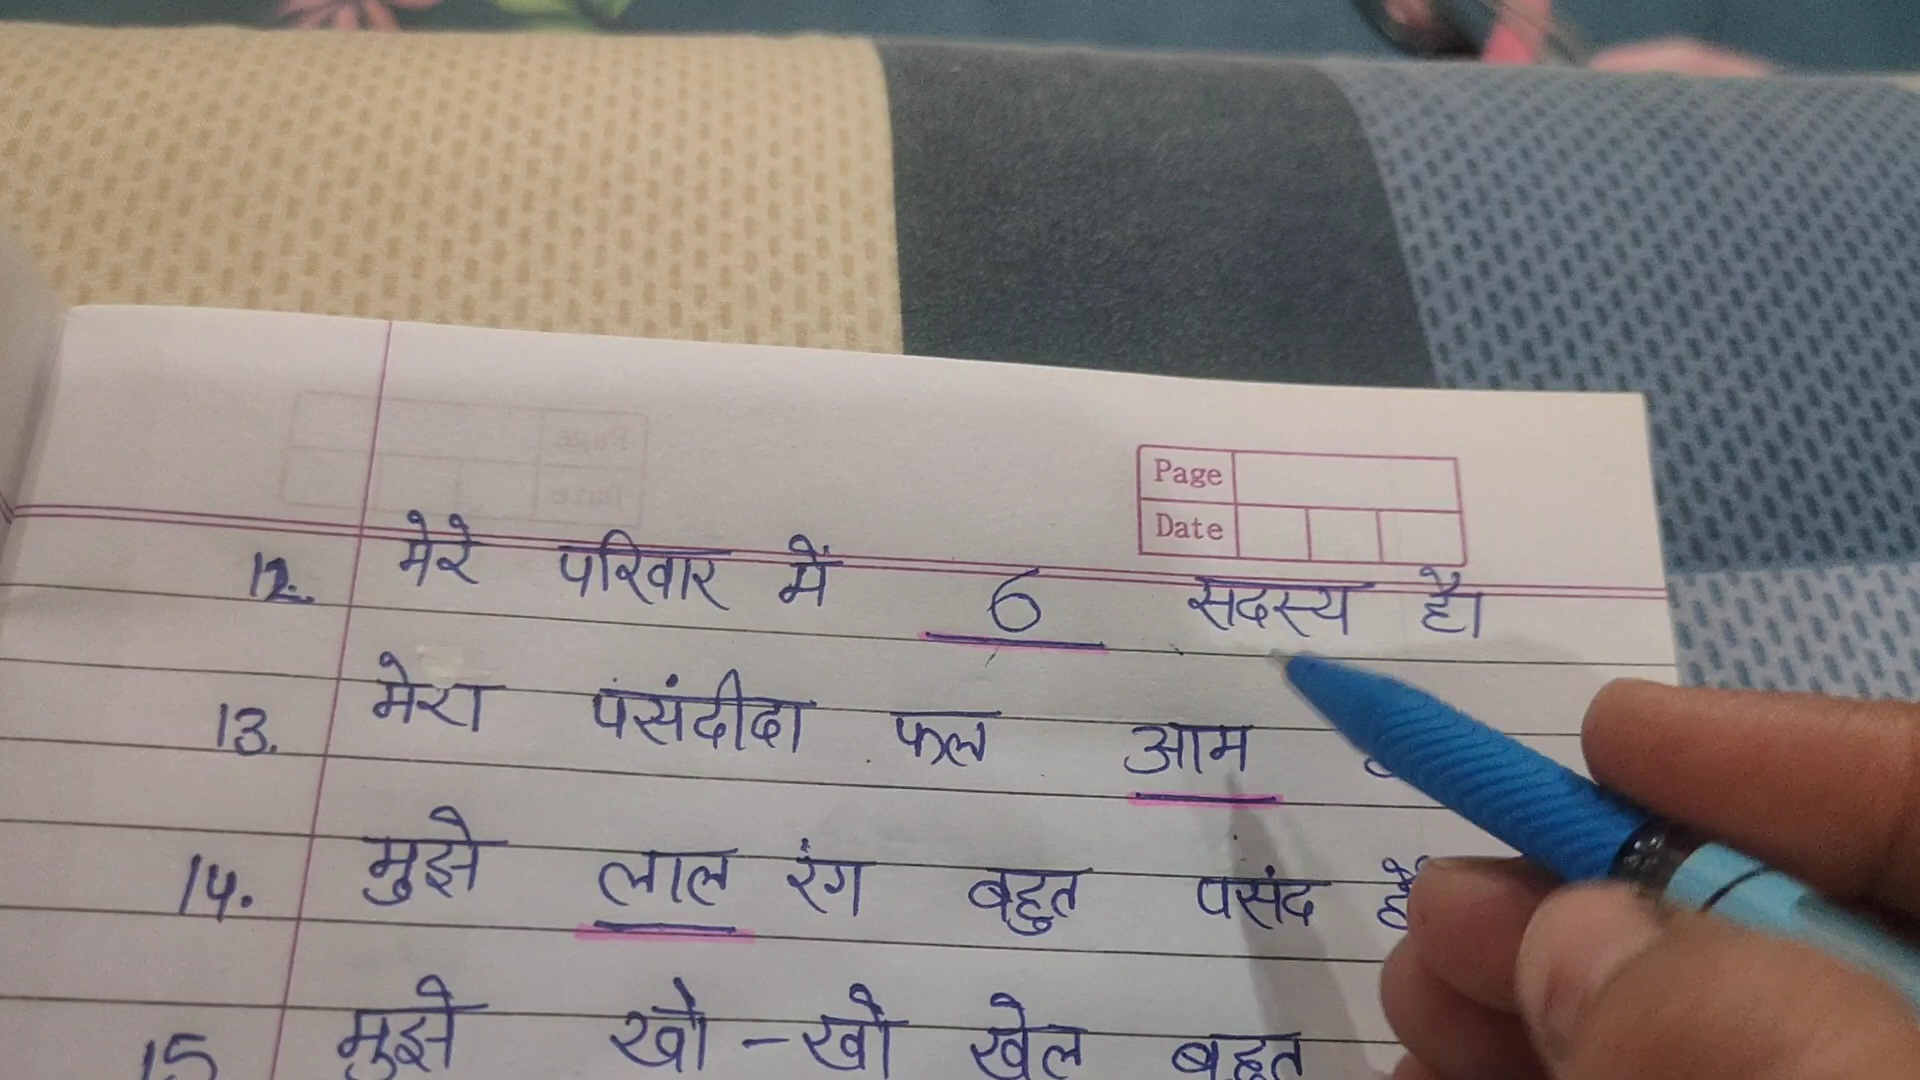 Page
Date
12. मेरे परिवार में 6 सदस्य है।
13. मेरा पसंदीदा फल आम
14. मुझे लाल रंग बहुत पसंद है
15 मुझे खो-खो खेल बहुत